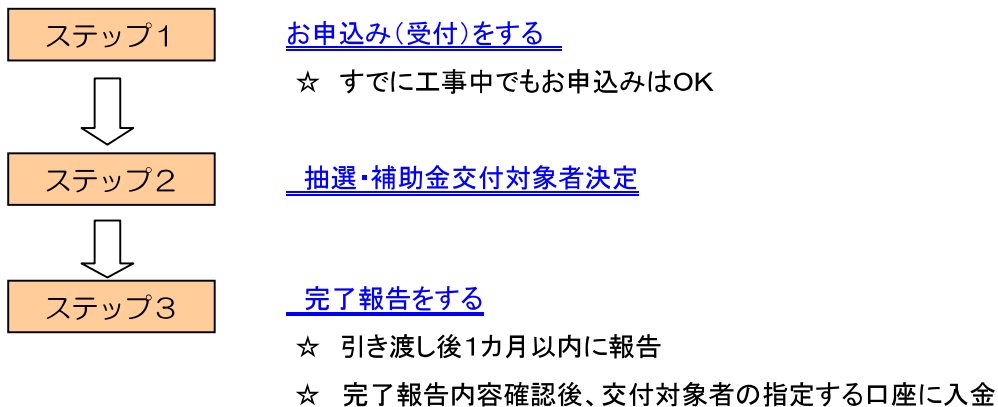 ステップ1　お申込み（受付）をする
☆　すでに工事中でもお申込みはOK
ステップ2　抽選・補助金交付対象者決定
ステップ3　完了報告をする
☆　引き渡し後1カ月以内に報告
☆　完了報告内容確認後、交付対象者の指定する口座に入金